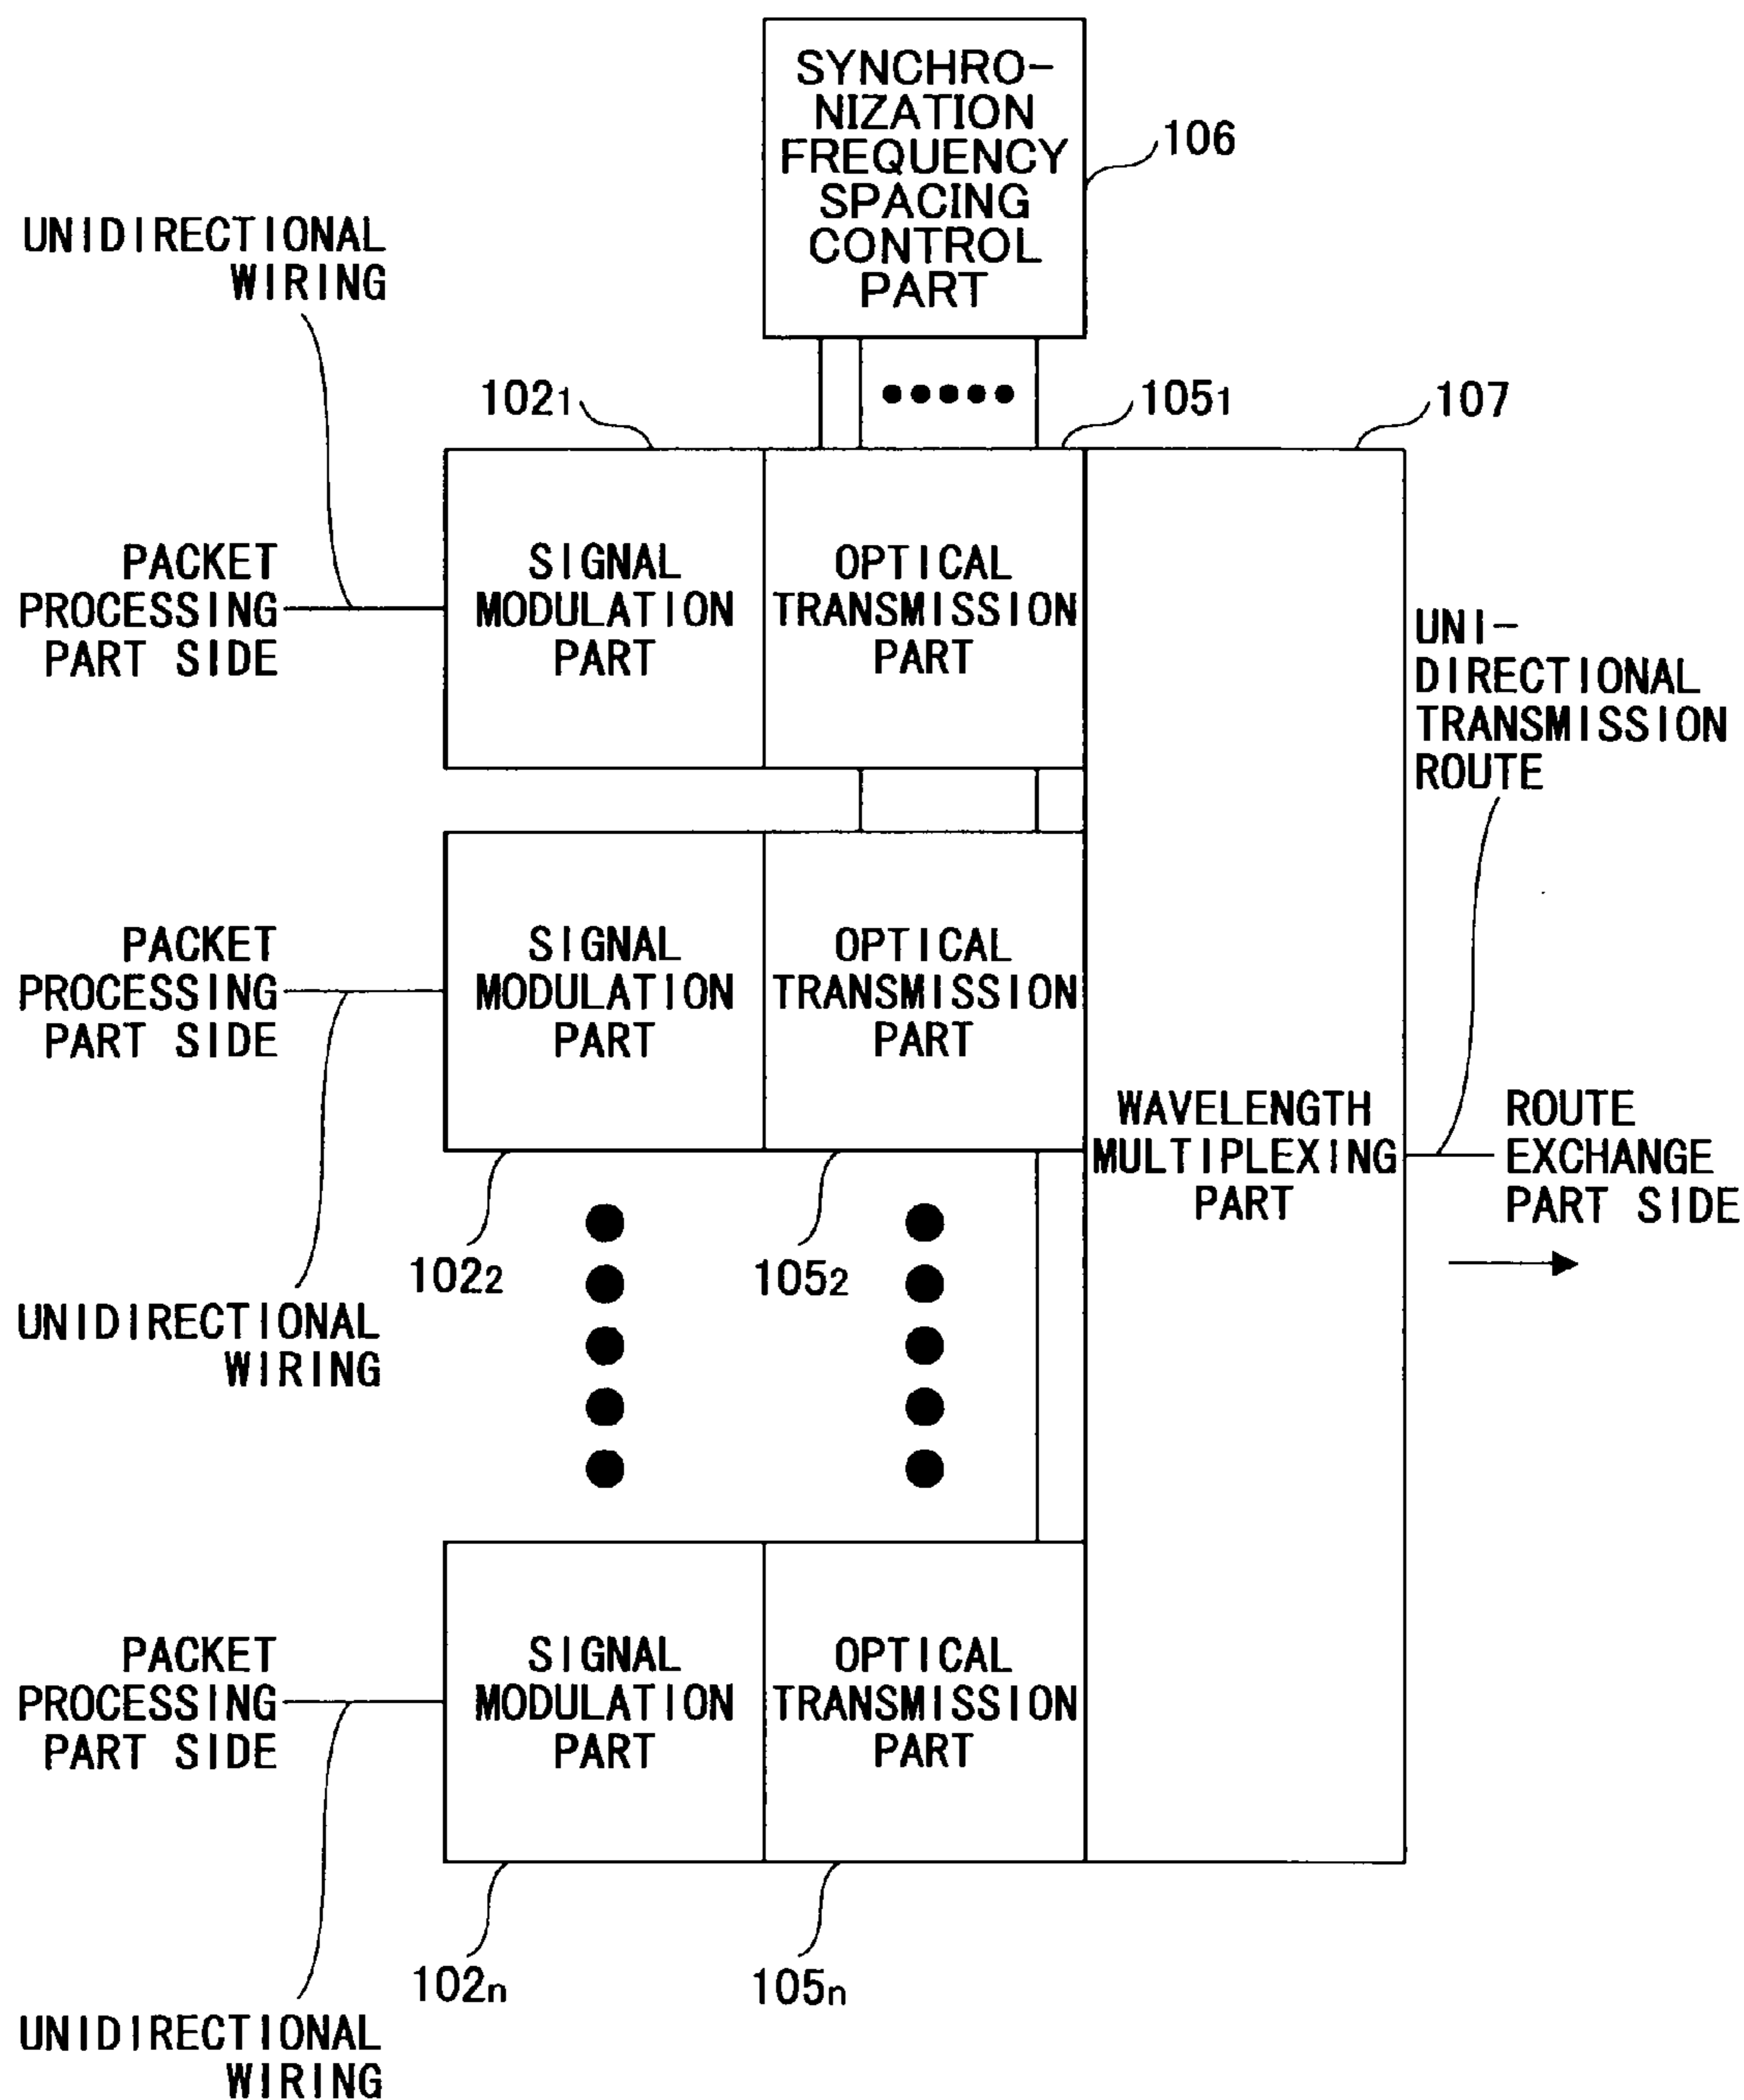 SYNCHRO-
NIZATION
FREQUENCY
SPACING
CONTROL
PART
106
UNIDIRECTIONAL
WIRING
102₁
105₁
107
PACKET
PROCESSING
PART SIDE
SIGNAL
MODULATION
PART
OPTICAL
TRANSMISSION
PART
UNI-
DIRECTIONAL
TRANSMISSION
ROUTE
PACKET
PROCESSING
PART SIDE
SIGNAL
MODULATION
PART
OPTICAL
TRANSMISSION
PART
WAVELENGTH
MULTIPLEXING
PART
ROUTE
EXCHANGE
PART SIDE
102₂
105₂
UNIDIRECTIONAL
WIRING
PACKET
PROCESSING
PART SIDE
SIGNAL
MODULATION
PART
OPTICAL
TRANSMISSION
PART
102ₙ
105ₙ
UNIDIRECTIONAL
WIRING